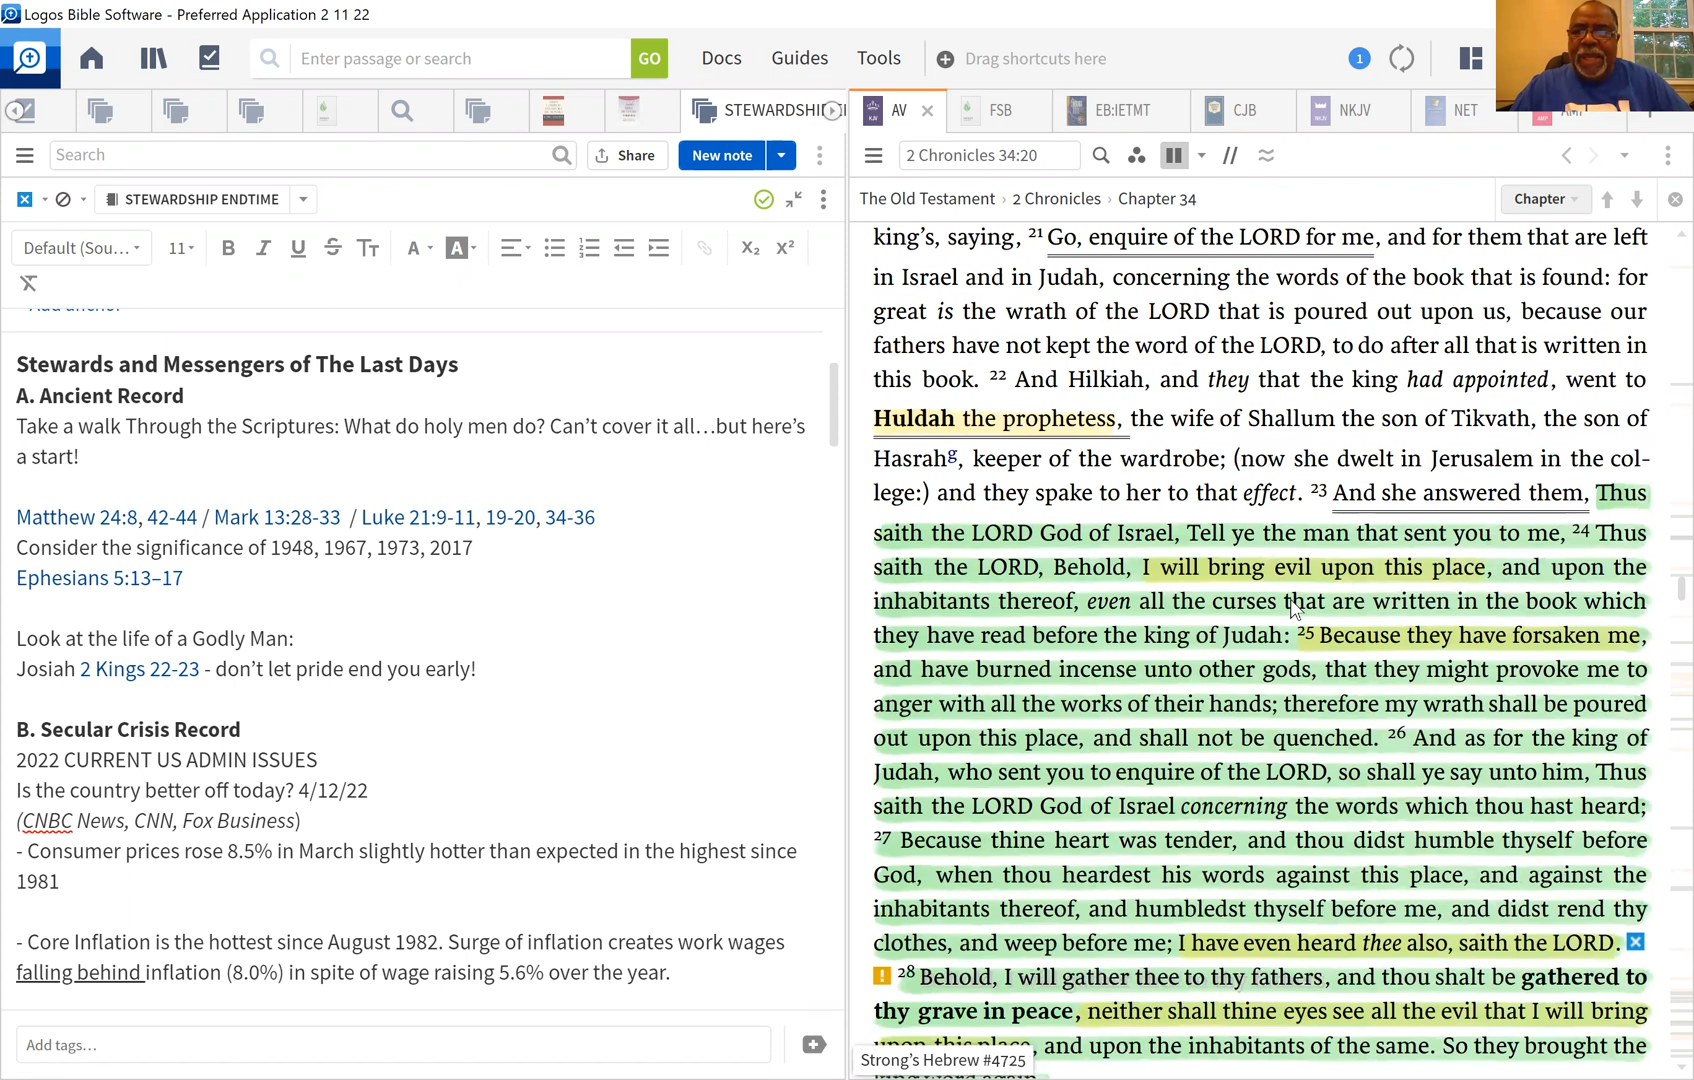 Logos Bible Software - Preferred Application 2 11 22
Enter passage or search
GO
Docs
Guides
Tools
Drag shortcuts here
1
STEWARDSHIP
AV
FSB
EB:IETMT
CJB
NKJV
NET
Search
Share
New note
2 Chronicles 34:20
STEWARDSHIP ENDTIME
The Old Testament › 2 Chronicles › Chapter 34
Chapter
Default (Sou…
11
B I U S TT A A X₂ X²
Stewards and Messengers of The Last Days
A. Ancient Record
Take a walk Through the Scriptures: What do holy men do? Can’t cover it all…but here’s
a start!
Matthew 24:8, 42-44 / Mark 13:28-33 / Luke 21:9-11, 19-20, 34-36
Consider the significance of 1948, 1967, 1973, 2017
Ephesians 5:13–17
Look at the life of a Godly Man:
Josiah 2 Kings 22-23 - don’t let pride end you early!
B. Secular Crisis Record
2022 CURRENT US ADMIN ISSUES
Is the country better off today? 4/12/22
(CNBC News, CNN, Fox Business)
- Consumer prices rose 8.5% in March slightly hotter than expected in the highest since
1981
- Core Inflation is the hottest since August 1982. Surge of inflation creates work wages
falling behind inflation (8.0%) in spite of wage raising 5.6% over the year.
Add tags…
king’s, saying, 21 Go, enquire of the LORD for me, and for them that are left
in Israel and in Judah, concerning the words of the book that is found: for
great is the wrath of the LORD that is poured out upon us, because our
fathers have not kept the word of the LORD, to do after all that is written in
this book. 22 And Hilkiah, and they that the king had appointed, went to
Huldah the prophetess, the wife of Shallum the son of Tikvath, the son of
Hasrahg, keeper of the wardrobe; (now she dwelt in Jerusalem in the col-
lege:) and they spake to her to that effect. 23 And she answered them, Thus
saith the LORD God of Israel, Tell ye the man that sent you to me, 24 Thus
saith the LORD, Behold, I will bring evil upon this place, and upon the
inhabitants thereof, even all the curses that are written in the book which
they have read before the king of Judah: 25 Because they have forsaken me,
and have burned incense unto other gods, that they might provoke me to
anger with all the works of their hands; therefore my wrath shall be poured
out upon this place, and shall not be quenched. 26 And as for the king of
Judah, who sent you to enquire of the LORD, so shall ye say unto him, Thus
saith the LORD God of Israel concerning the words which thou hast heard;
27 Because thine heart was tender, and thou didst humble thyself before
God, when thou heardest his words against this place, and against the
inhabitants thereof, and humbledst thyself before me, and didst rend thy
clothes, and weep before me; I have even heard thee also, saith the LORD.
28 Behold, I will gather thee to thy fathers, and thou shalt be gathered to
thy grave in peace, neither shall thine eyes see all the evil that I will bring
upon this place, and upon the inhabitants of the same. So they brought the
Strong’s Hebrew #4725